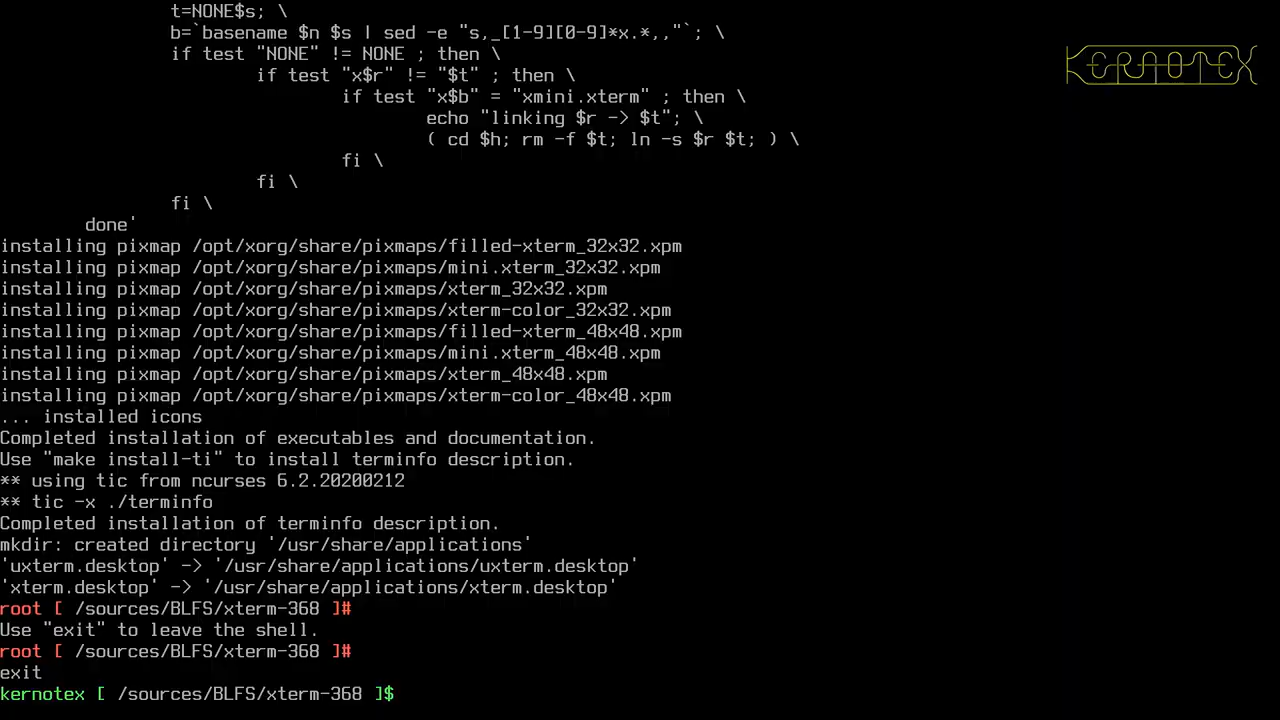 t=NONE$s; \
                b=`basename $n $s | sed -e "s,_[1-9][0-9]*x.*,,"`; \
                if test "NONE" != NONE ; then \
                        if test "x$r" != "$t" ; then \
                                if test "x$b" = "xmini.xterm" ; then \
                                        echo "linking $r -> $t"; \
                                        ( cd $h; rm -f $t; ln -s $r $t; ) \
                                fi \
                        fi \
                fi \
        done'
installing pixmap /opt/xorg/share/pixmaps/filled-xterm_32x32.xpm
installing pixmap /opt/xorg/share/pixmaps/mini.xterm_32x32.xpm
installing pixmap /opt/xorg/share/pixmaps/xterm_32x32.xpm
installing pixmap /opt/xorg/share/pixmaps/xterm-color_32x32.xpm
installing pixmap /opt/xorg/share/pixmaps/filled-xterm_48x48.xpm
installing pixmap /opt/xorg/share/pixmaps/mini.xterm_48x48.xpm
installing pixmap /opt/xorg/share/pixmaps/xterm_48x48.xpm
installing pixmap /opt/xorg/share/pixmaps/xterm-color_48x48.xpm
... installed icons
Completed installation of executables and documentation.
Use "make install-ti" to install terminfo description.
** using tic from ncurses 6.2.20200212
** tic -x ./terminfo
Completed installation of terminfo description.
mkdir: created directory '/usr/share/applications'
'uxterm.desktop' -> '/usr/share/applications/uxterm.desktop'
'xterm.desktop' -> '/usr/share/applications/xterm.desktop'
root [ /sources/BLFS/xterm-368 ]#
Use "exit" to leave the shell.
root [ /sources/BLFS/xterm-368 ]#
exit
kernotex [ /sources/BLFS/xterm-368 ]$
KERNOTEX